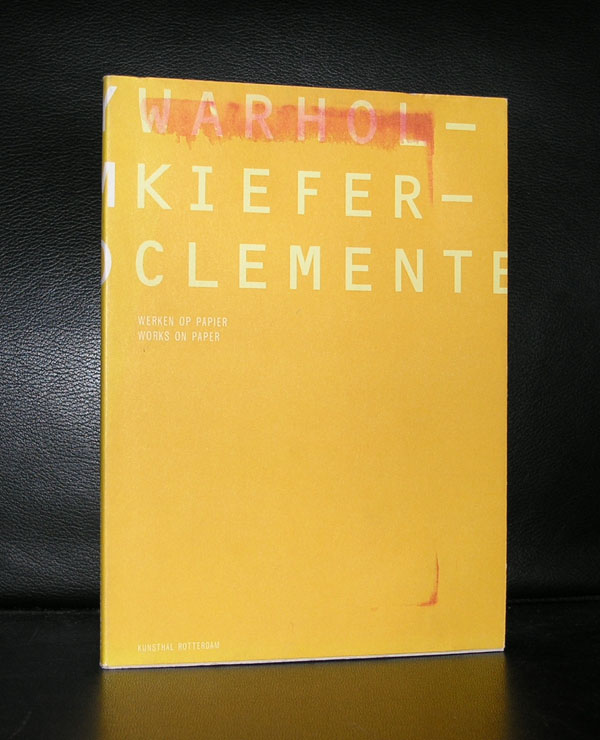 Y WARHOL–
M KIEFER–
O CLEMENTE
WERKEN OP PAPIER
WORKS ON PAPER
KUNSTHAL ROTTERDAM